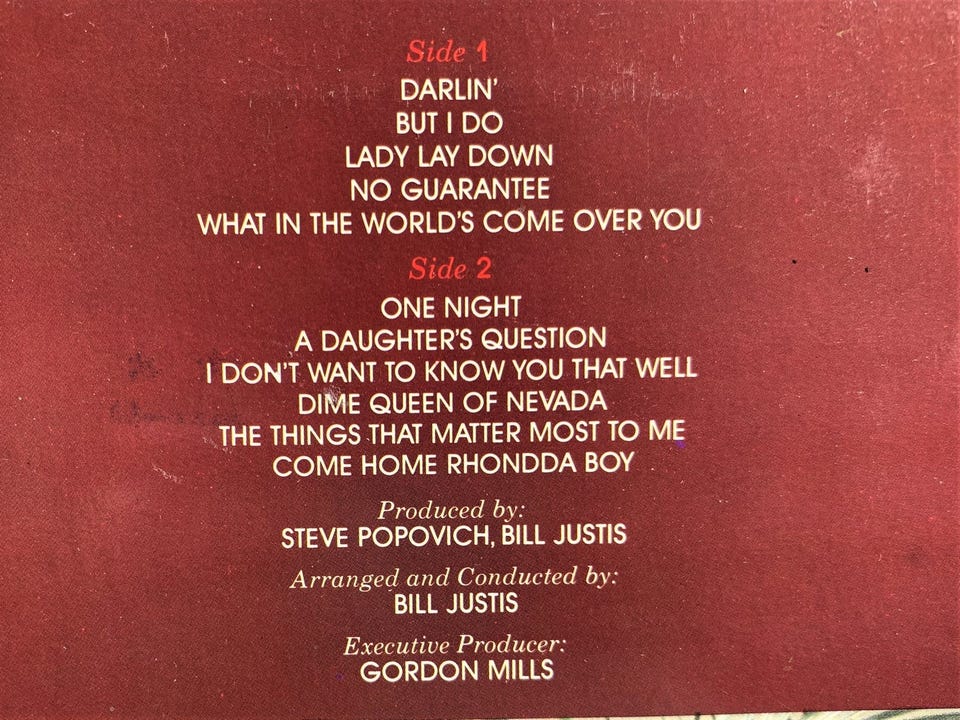 Side 1
DARLIN'
BUT I DO
LADY LAY DOWN
NO GUARANTEE
WHAT IN THE WORLD'S COME OVER YOU
Side 2
ONE NIGHT
A DAUGHTER'S QUESTION
I DON'T WANT TO KNOW YOU THAT WELL
DIME QUEEN OF NEVADA
THE THINGS THAT MATTER MOST TO ME
COME HOME RHONDDA BOY
Produced by:
STEVE POPOVICH, BILL JUSTIS
Arranged and Conducted by:
BILL JUSTIS
Executive Producer:
GORDON MILLS